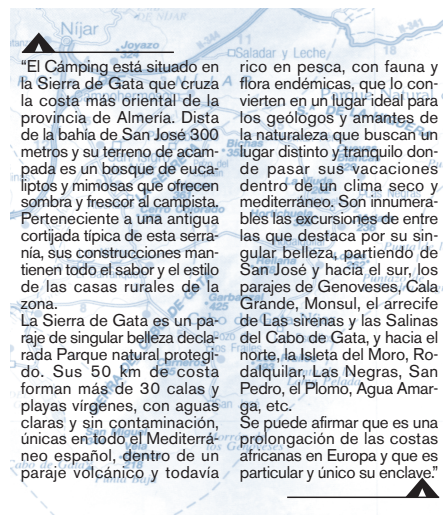 “El Cámping está situado en
la Sierra de Gata que cruza
la costa más oriental de la
provincia de Almería. Dista
de la bahía de San José 300
metros y su terreno de acam-
pada es un bosque de euca-
liptos y mimosas que ofrecen
sombra y frescor al campista.
Perteneciente a una antigua
cortijada típica de esta serra-
nía, sus construcciones man-
tienen todo el sabor y el estilo
de las casas rurales de la
zona.
La Sierra de Gata es un pa-
raje de singular belleza decla-
rada Parque natural protegi-
do. Sus 50 km de costa
forman más de 30 calas y
playas vírgenes, con aguas
claras y sin contaminación,
únicas en todo el Mediterrá-
neo español, dentro de un
paraje volcánico y todavía
rico en pesca, con fauna y
flora endémicas, que lo con-
vierten en un lugar ideal para
los geólogos y amantes de
la naturaleza que buscan un
lugar distinto y tranquilo don-
de pasar sus vacaciones
dentro de un clima seco y
mediterráneo. Son innumera-
bles las excursiones de entre
las que destaca por su sin-
gular belleza, partiendo de
San José y hacia el sur, los
parajes de Genoveses, Cala
Grande, Monsul, el arrecife
de Las sirenas y las Salinas
del Cabo de Gata, y hacia el
norte, la Isleta del Moro, Ro-
dalquilar, Las Negras, San
Pedro, el Plomo, Agua Amar-
ga, etc.
Se puede afirmar que es una
prolongación de las costas
africanas en Europa y que es
particular y único su enclave.”
Níjar
Joyazo
324
Saladar y Leche
18